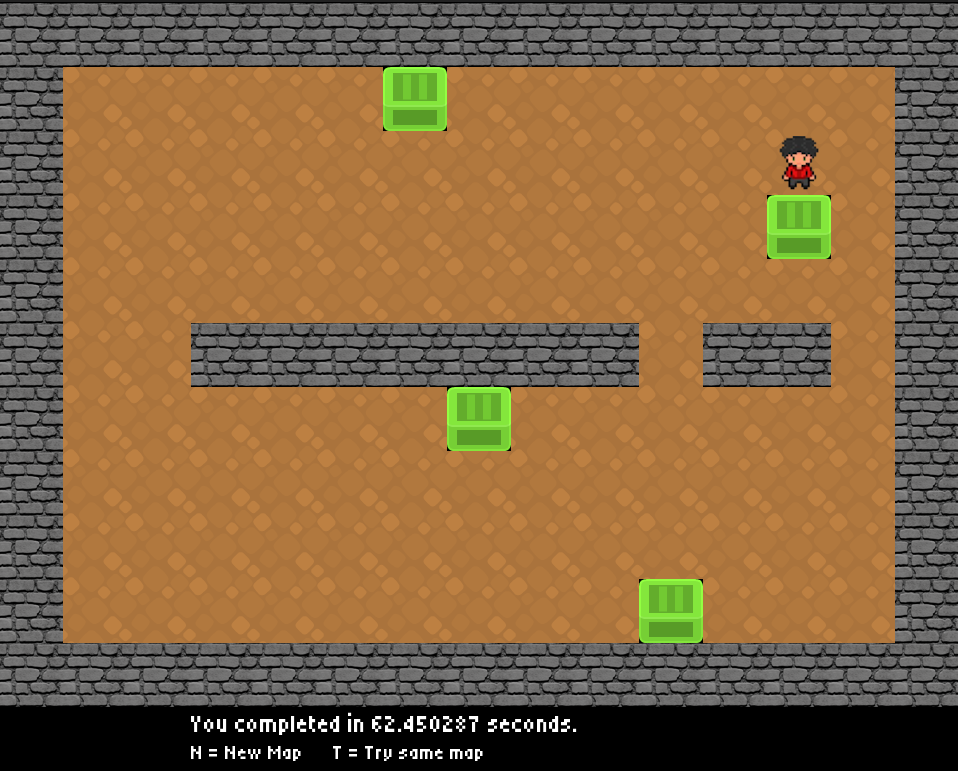 You completed in 62.450287 seconds.
N = New Map T = Try same map